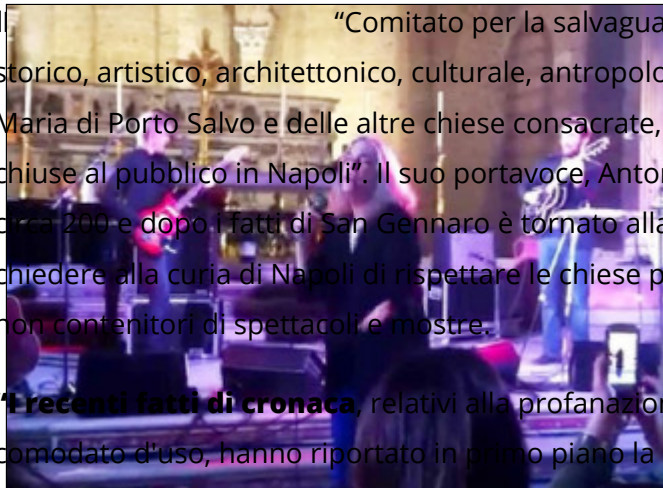 “Comitato per la salvagua
storico, artistico, architettonico, culturale, antropolo
Maria di Porto Salvo e delle altre chiese consacrate,
chiuse al pubblico in Napoli”. Il suo portavoce, Anton
circa 200 e dopo i fatti di San Gennaro è tornato alla
chiedere alla curia di Napoli di rispettare le chiese p
non contenitori di spettacoli e mostre.
“I recenti fatti di cronaca, relativi alla profanazion
comodato d'uso, hanno riportato in primo piano la